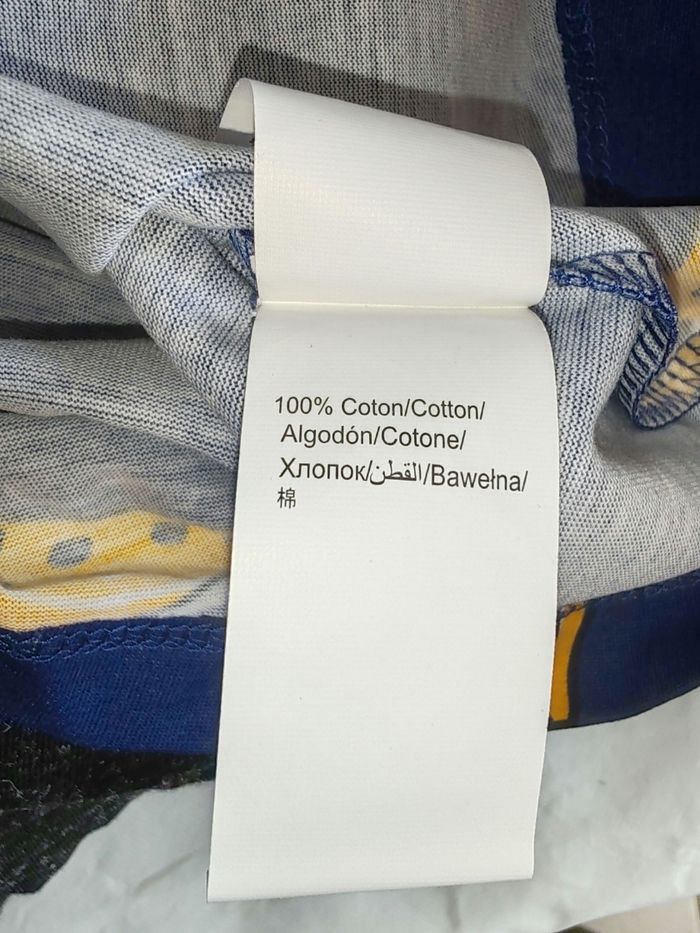 100% Coton/Cotton/
Algodón/Cotone/
Хлопок/القطن/Bawełna/
棉